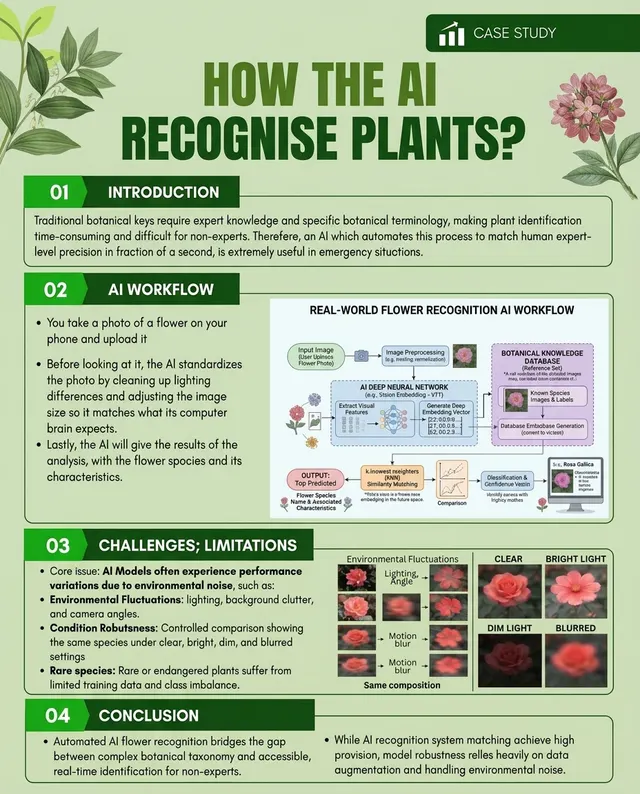 CASE STUDY
HOW THE AI
RECOGNISE PLANTS?
01 INTRODUCTION
Traditional botanical keys require expert knowledge and specific botanical terminology, making plant identification
time-consuming and difficult for non-experts. Therefere, an AI which automates this process to match human expert-
level precision in fraction of a second, is extremely useful in emergency situctions.
02 AI WORKFLOW
• You take a photo of a flower on your
phone and upload it
• Before looking at it, the AI standardizes
the photo by cleaning up lighting
differences and adjusting the image
size so it matches what its computer
brain expects.
• Lastly, the AI will give the results of the
analysis, with the flower species and its
characteristics.
REAL-WORLD FLOWER RECOGNITION AI WORKFLOW
Input Image
(User
Flower Photo)
Image Preprocessing
BOTANICAL KNOWLEDGE
DATABASE
(Reference Set)
Known Species
Images & Labels
AI DEEP NEURAL NETWORK
Extract Visual
Features
Generate Deep
Embedding Vector
Database
Generation
OUTPUT:
Top Predicted
Flower Species
Name & Associated
Characteristics
(KNN)
Similarity Matching
Comparison
Rosa Gallica
03 CHALLENGES; LIMITATIONS
• Core issue: AI Models often experience performance
variations due to environmental noise, such as:
• Environmental Fluctuations: lighting, background clutter,
and camera angles.
• Condition Robutsness: Controlled comparison showing
the same species under clear, bright, dim, and blurred
settings
• Rare species: Rare or endangered plants suffer from
limited training data and class imbalance.
Environmental Fluctuations
Lighting,
Angle
Motion
blur
Motion
blur
Same composition
CLEAR
BRIGHT LIGHT
DIM LIGHT
BLURRED
04 CONCLUSION
• Automated AI flower recognition bridges the gap
between complex botanical taxonomy and accessible,
real-time identification for non-experts.
• While AI recognition system matching achieve high
provision, model robustness relles heavily on data
augmentation and handling environmental noise.